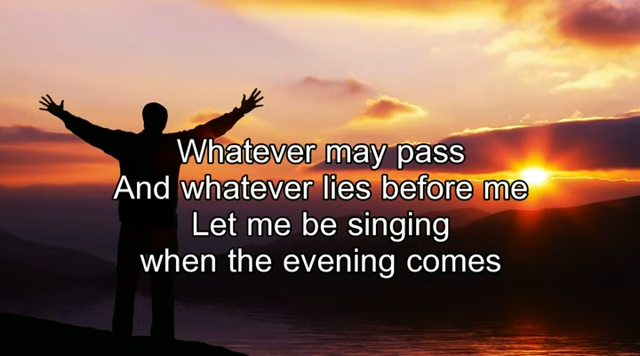 Whatever may pass
And whatever lies before me
Let me be singing
when the evening comes